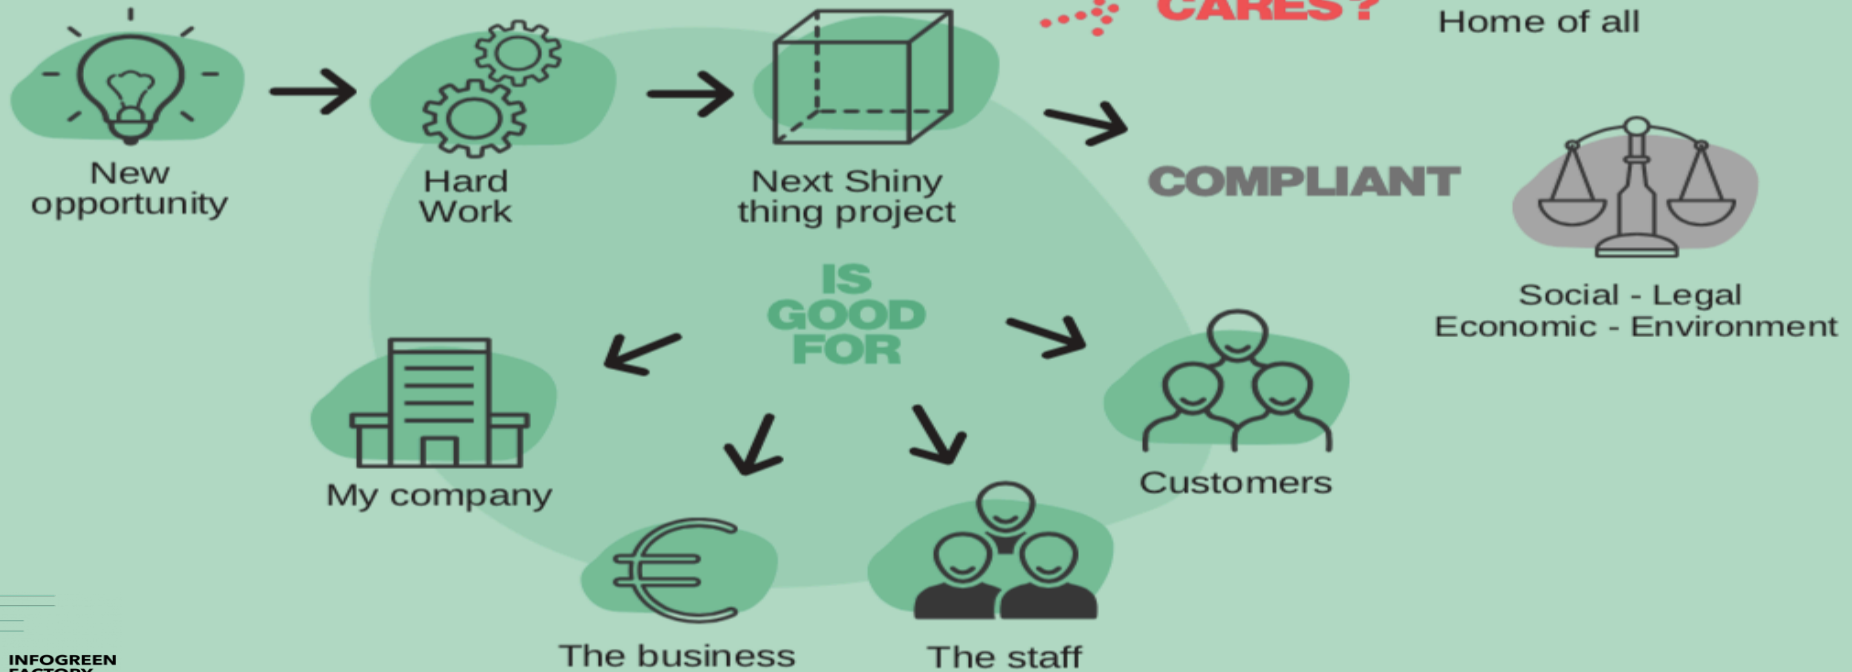 CARES?
Home of all
New
opportunity
Hard
Work
Next Shiny
thing project
COMPLIANT
Social - Legal
Economic - Environment
IS
GOOD
FOR
My company
Customers
The business
The staff
INFOGREEN
FACTORY